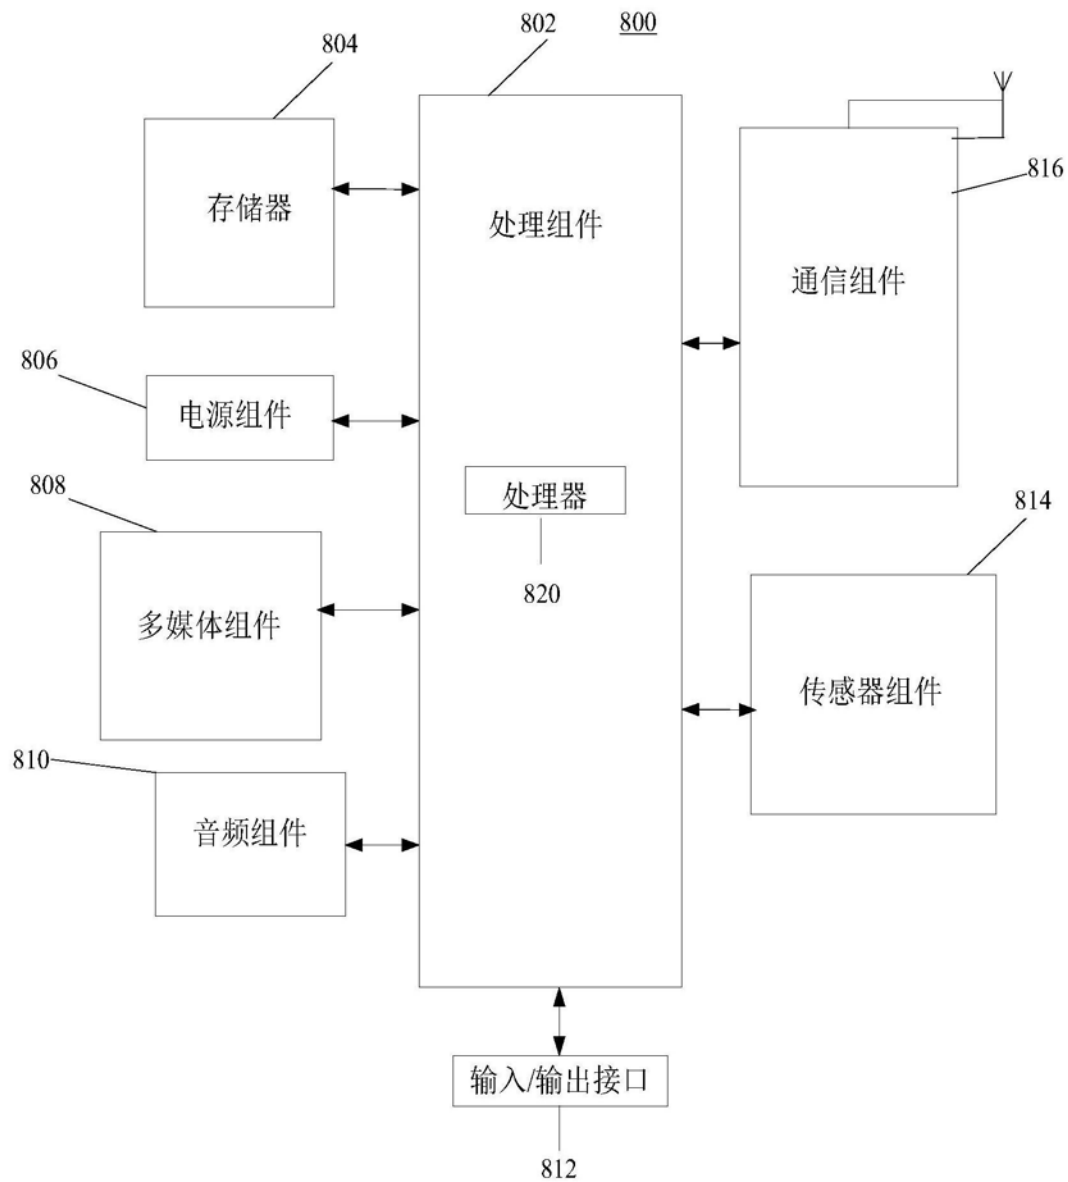 802
800
804
816
存储器
处理组件
通信组件
806
电源组件
808
处理器
814
820
多媒体组件
传感器组件
810
音频组件
输入/输出接口
812